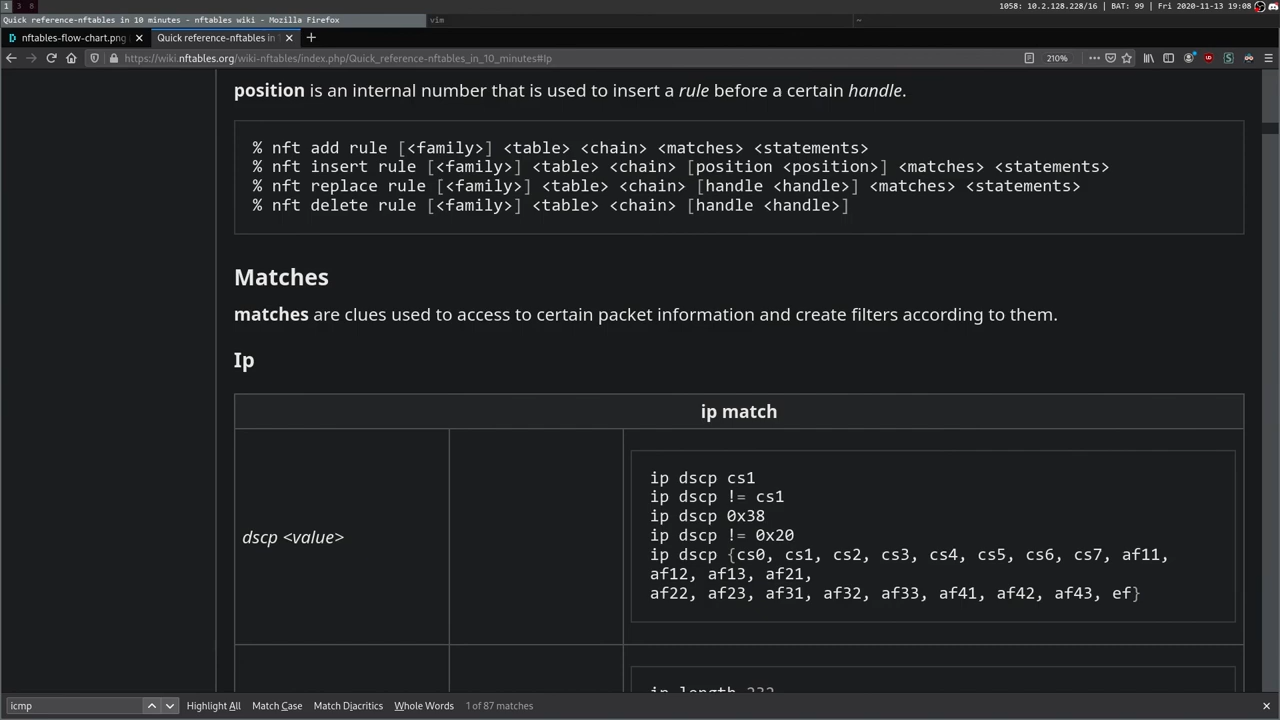 1 3 8
1058: 10.2.128.228/16 | BAT: 99 | Fri 2020-11-13 19:08
Quick reference-nftables in 10 minutes - nftables wiki - Mozilla Firefox
vim
~
nftables-flow-chart.png
Quick reference-nftables in
https://wiki.nftables.org/wiki-nftables/index.php/Quick_reference-nftables_in_10_minutes#Ip
210%
position is an internal number that is used to insert a rule before a certain handle.
% nft add rule [<family>] <table> <chain> <matches> <statements>
% nft insert rule [<family>] <table> <chain> [position <position>] <matches> <statements>
% nft replace rule [<family>] <table> <chain> [handle <handle>] <matches> <statements>
% nft delete rule [<family>] <table> <chain> [handle <handle>]
Matches
matches are clues used to access to certain packet information and create filters according to them.
Ip
ip match
dscp <value>
ip dscp cs1
ip dscp != cs1
ip dscp 0x38
ip dscp != 0x20
ip dscp {cs0, cs1, cs2, cs3, cs4, cs5, cs6, cs7, af11,
af12, af13, af21,
af22, af23, af31, af32, af33, af41, af42, af43, ef}
ip length 232
icmp
Highlight All
Match Case
Match Diacritics
Whole Words
1 of 87 matches